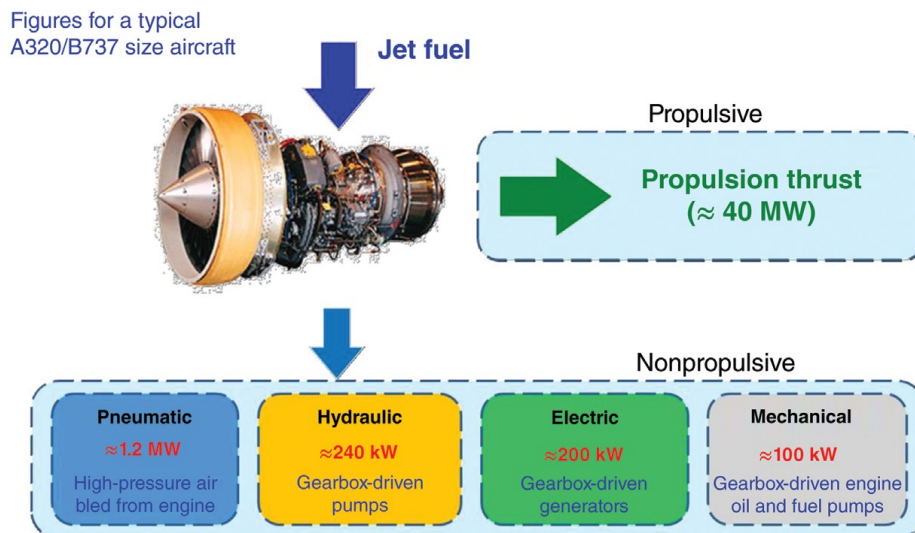 Figures for a typical
A320/B737 size aircraft
Jet fuel
Propulsive
Propulsion thrust
(≈ 40 MW)
Nonpropulsive
Pneumatic
≈1.2 MW
High-pressure air
bled from engine
Hydraulic
≈240 kW
Gearbox-driven
pumps
Electric
≈200 kW
Gearbox-driven
generators
Mechanical
≈100 kW
Gearbox-driven engine
oil and fuel pumps